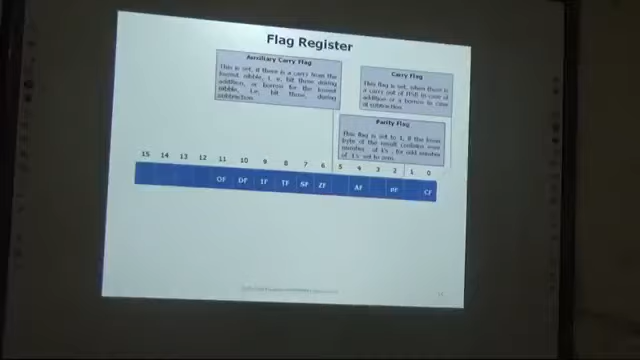 Flag Register
Auxiliary Carry Flag
This is set, if there is a carry from the
lowest nibble, i. e, bit three during
addition, or borrow for the lowest
nibble, i.e, bit three, during
subtraction.
Carry Flag
This flag is set, when there is
a carry out of MSB in case of
addition or a borrow in case
of subtraction.
Parity Flag
This flag is set to 1, if the lower
byte of the result contains even
number of 1's , for odd number
of 1's set to zero.
15 14 13 12 11 10 9 8 7 6 5 4 3 2 1 0
OF DF IF TF SF ZF AF PF CF